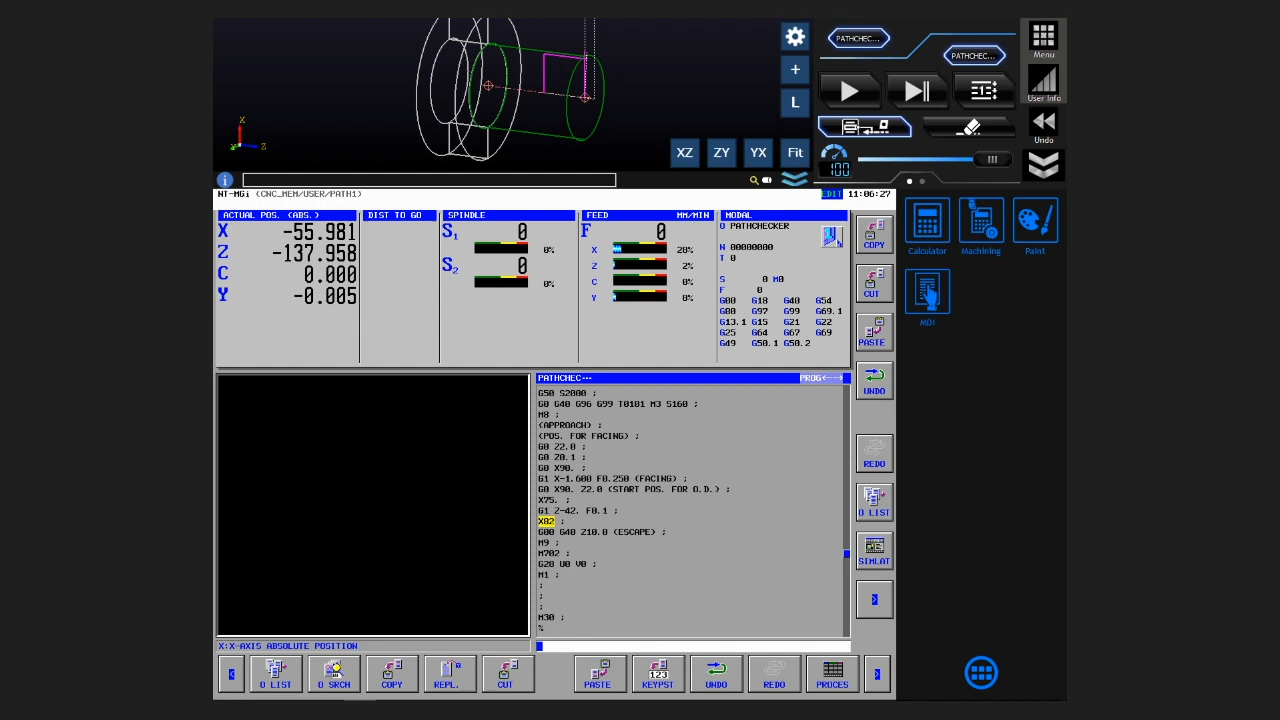 X
Z
Y
+
L
XZ
ZY
YX
Fit
PATHCHEC...
PATHCHEC...
Menu
User Info
Undo
100
NT-MGi (CNC_MEM/USER/PATH1)
EDIT 11:06:27
ACTUAL POS. (ABS.)
X -55.981
Z -137.958
C 0.000
Y -0.005
DIST TO GO
SPINDLE
S1 0
0%
S2 0
0%
FEED MM/MIN
F 0
X 20%
Z 2%
C 0%
Y 0%
MODAL
O PATHCHECKER
N 00000000
T 0
S 0 M0
F 0
G00 G18 G40 G54
G80 G97 G99 G69.1
G13.1 G15 G21 G22
G25 G64 G67 G69
G49 G50.1 G50.2
COPY
CUT
PASTE
UNDO
REDO
O LIST
SIMLAT
>
Calculator
Machining
Paint
MDI
PATHCHEC... PROG←→
G50 S2000 ;
G0 G40 G96 G99 T0101 M3 S160 ;
M8 ;
(APPROACH) ;
(POS. FOR FACING) ;
G0 Z2.0 ;
G0 Z0.1 ;
G0 X90. ;
G1 X-1.600 F0.250 (FACING) ;
G0 X90. Z2.0 (START POS. FOR O.D.) ;
X75. ;
G1 Z-42. F0.1 ;
X82 ;
G00 G40 Z10.0 (ESCAPE) ;
M9 ;
M702 ;
G28 U0 V0 ;
M1 ;
;
;
;
M30 ;
%
X:X-AXIS ABSOLUTE POSITION
<
O LIST
O SRCH
COPY
REPL.
CUT
PASTE
123
KEYPST
UNDO
REDO
PROCES
>